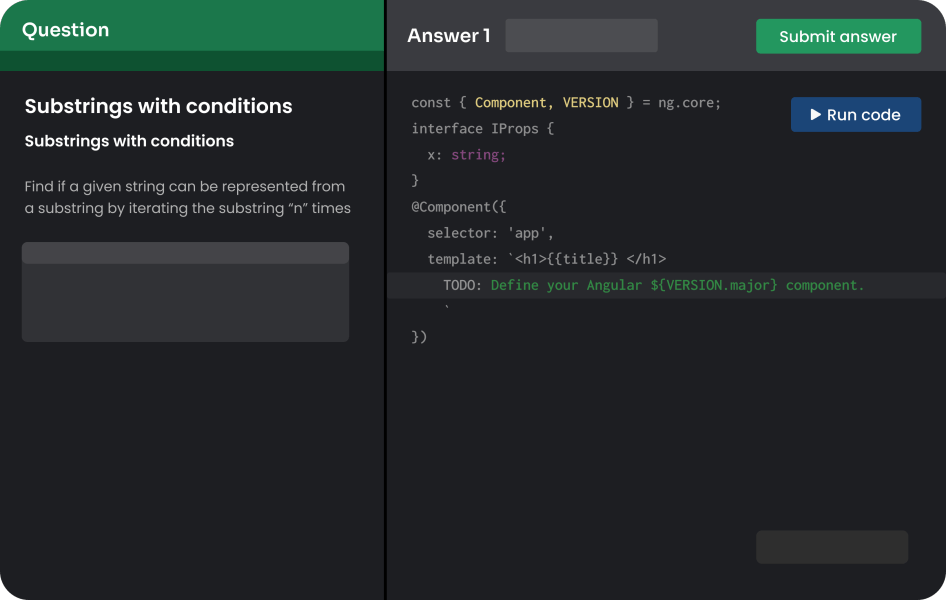 Question
Substrings with conditions
Substrings with conditions
Find if a given string can be represented from
a substring by iterating the substring “n” times
Answer 1
Submit answer
Run code
const { Component, VERSION } = ng.core;
interface IProps {
x: string;
}
@Component({
selector: 'app',
template: `<h1>{{title}} </h1>
TODO: Define your Angular ${VERSION.major} component.
`
})